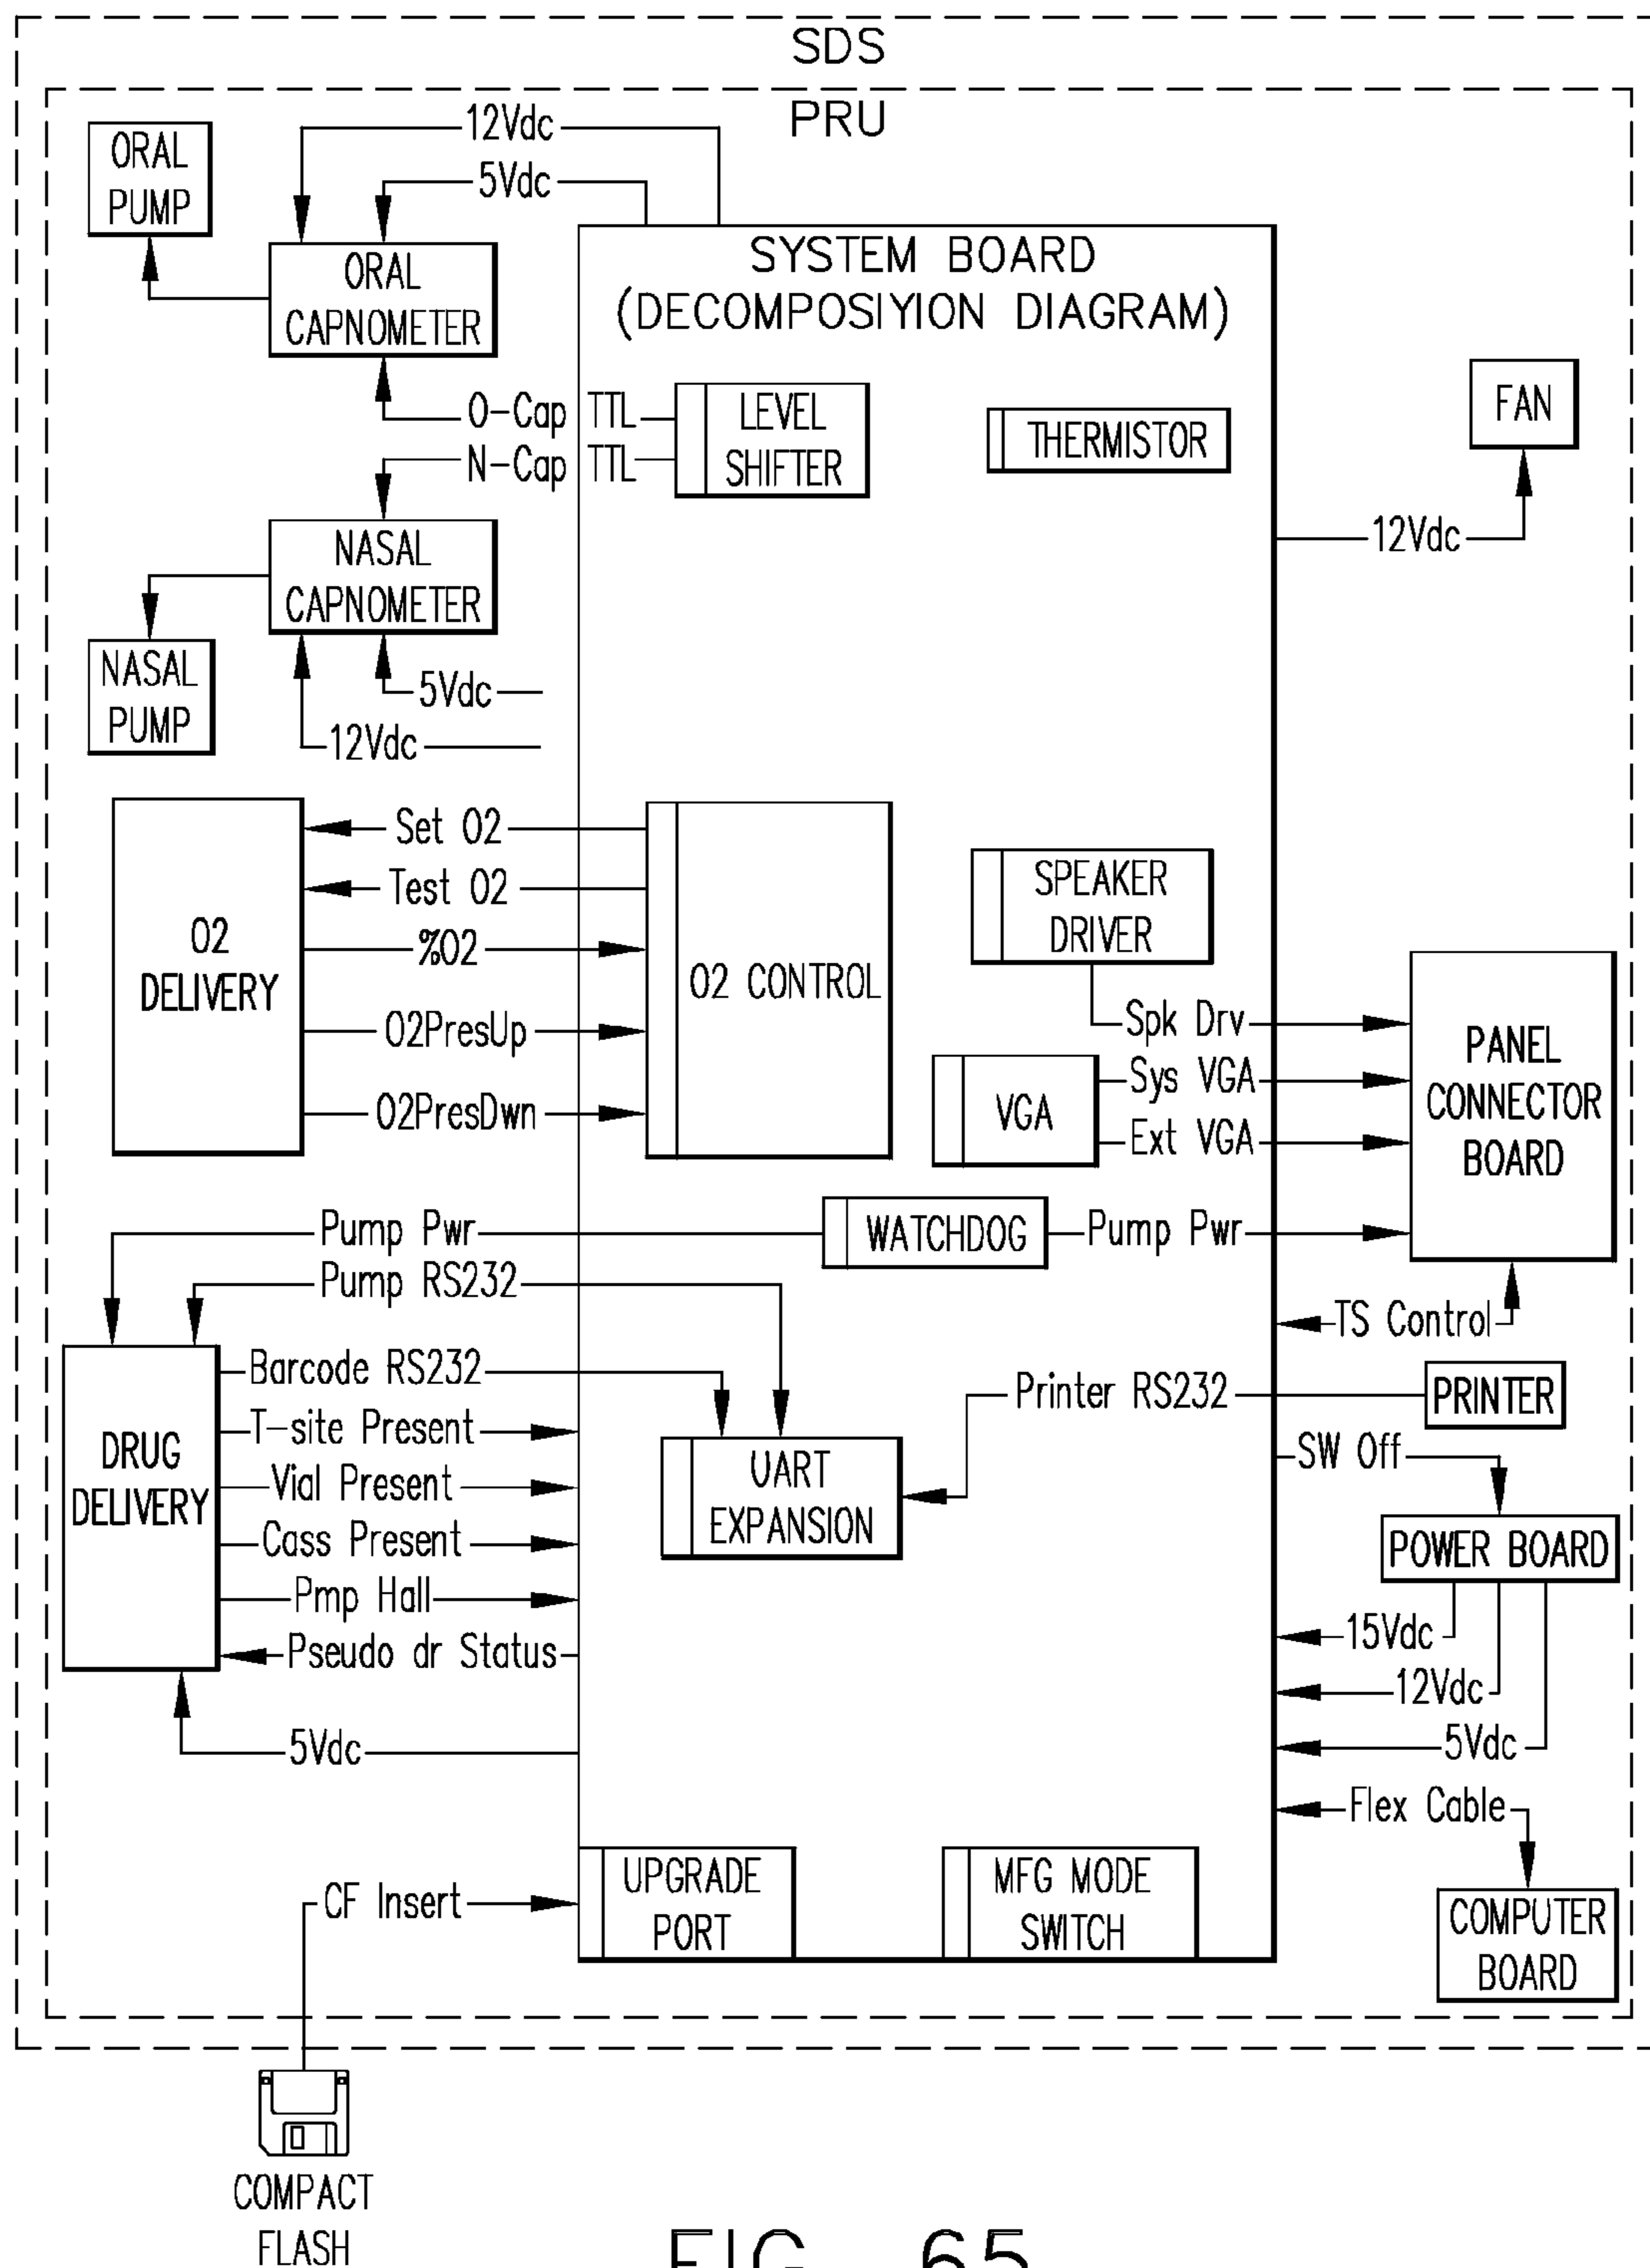 SDS
PRU
ORAL
PUMP
12Vdc
5Vdc
ORAL
CAPNOMETER
SYSTEM BOARD
(DECOMPOSIYION DIAGRAM)
O-Cap TTL
N-Cap TTL
LEVEL
SHIFTER
THERMISTOR
FAN
12Vdc
NASAL
CAPNOMETER
NASAL
PUMP
5Vdc
12Vdc
O2
DELIVERY
Set O2
Test O2
%O2
O2PresUp
O2PresDwn
O2 CONTROL
SPEAKER
DRIVER
Spk Drv
VGA
Sys VGA
Ext VGA
PANEL
CONNECTOR
BOARD
Pump Pwr
WATCHDOG
Pump Pwr
Pump RS232
TS Control
DRUG
DELIVERY
Barcode RS232
T-site Present
Vial Present
Cass Present
Pmp Hall
Pseudo dr Status
5Vdc
UART
EXPANSION
Printer RS232
PRINTER
SW Off
POWER BOARD
15Vdc
12Vdc
5Vdc
Flex Cable
COMPUTER
BOARD
CF Insert
UPGRADE
PORT
MFG MODE
SWITCH
COMPACT
FLASH
FIG. 65